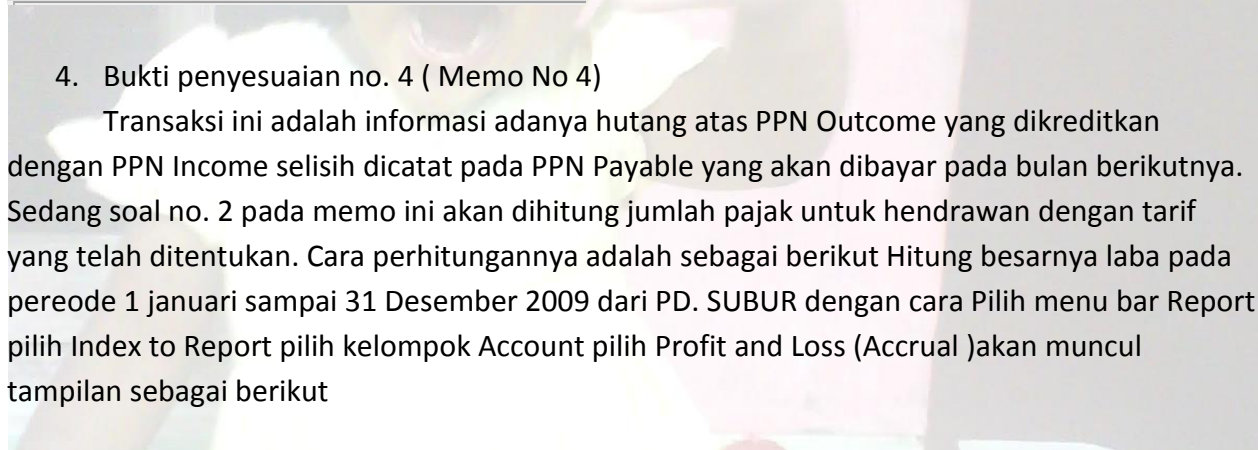 4. Bukti penyesuaian no. 4 ( Memo No 4)
Transaksi ini adalah informasi adanya hutang atas PPN Outcome yang dikreditkan
dengan PPN Income selisih dicatat pada PPN Payable yang akan dibayar pada bulan berikutnya.
Sedang soal no. 2 pada memo ini akan dihitung jumlah pajak untuk hendrawan dengan tarif
yang telah ditentukan. Cara perhitungannya adalah sebagai berikut Hitung besarnya laba pada
pereode 1 januari sampai 31 Desember 2009 dari PD. SUBUR dengan cara Pilih menu bar Report
pilih Index to Report pilih kelompok Account pilih Profit and Loss (Accrual )akan muncul
tampilan sebagai berikut